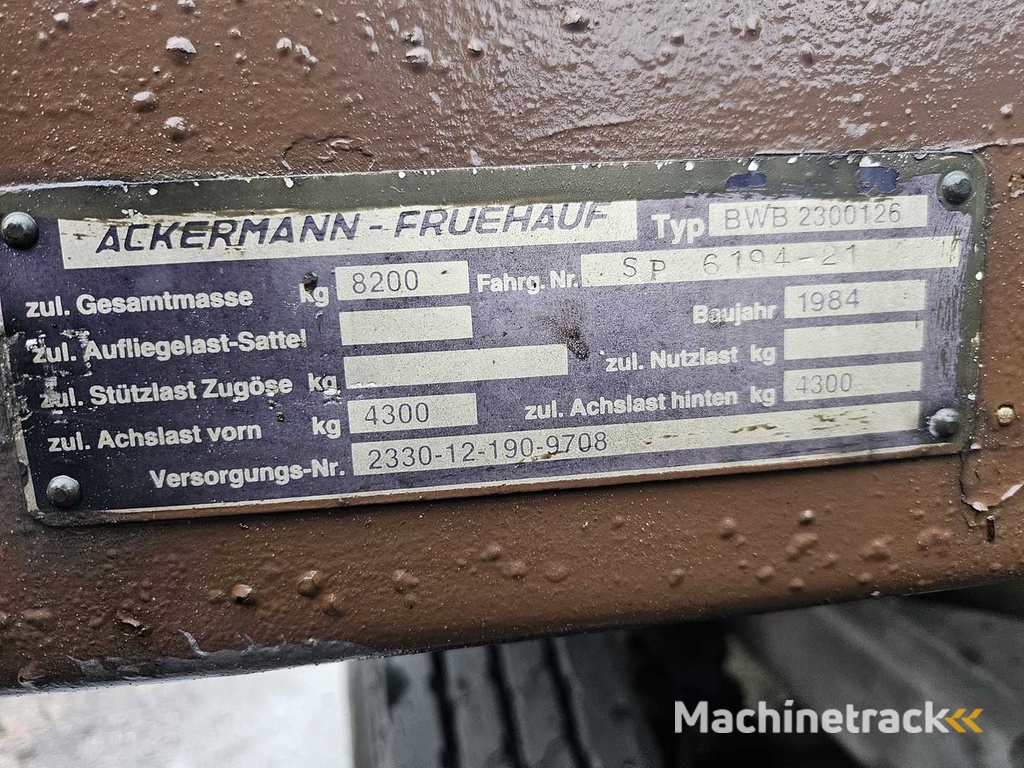 ACKERMANN-FRUEHAUF Typ BWB 2300126
zul. Gesamtmasse kg 8200 Fahrg. Nr. SP 6194-21
zul. Aufliegelast-Sattel Baujahr 1984
zul. Stützlast Zugöse kg zul. Nutzlast kg
zul. Achslast vorn kg 4300 zul. Achslast hinten kg 4300
Versorgungs-Nr. 2330-12-190-9708
Machinetrack